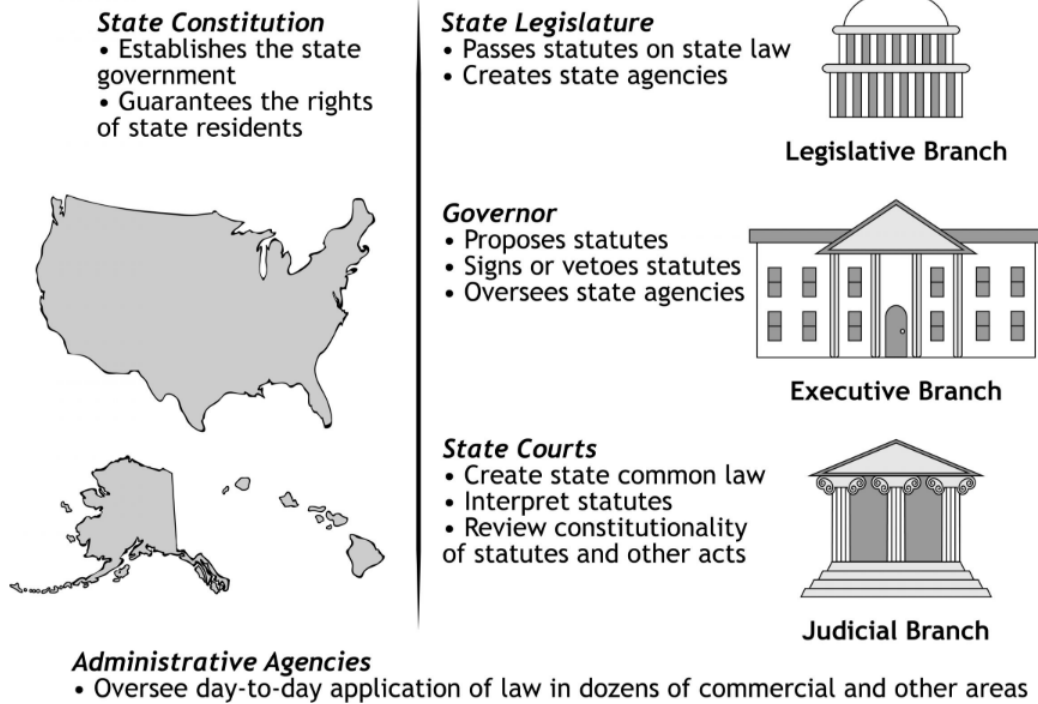 State Constitution
• Establishes the state
government
• Guarantees the rights
of state residents
State Legislature
• Passes statutes on state law
• Creates state agencies
Legislative Branch
Governor
• Proposes statutes
• Signs or vetoes statutes
• Oversees state agencies
Executive Branch
State Courts
• Create state common law
• Interpret statutes
• Review constitutionality
of statutes and other acts
Judicial Branch
Administrative Agencies
• Oversee day-to-day application of law in dozens of commercial and other areas